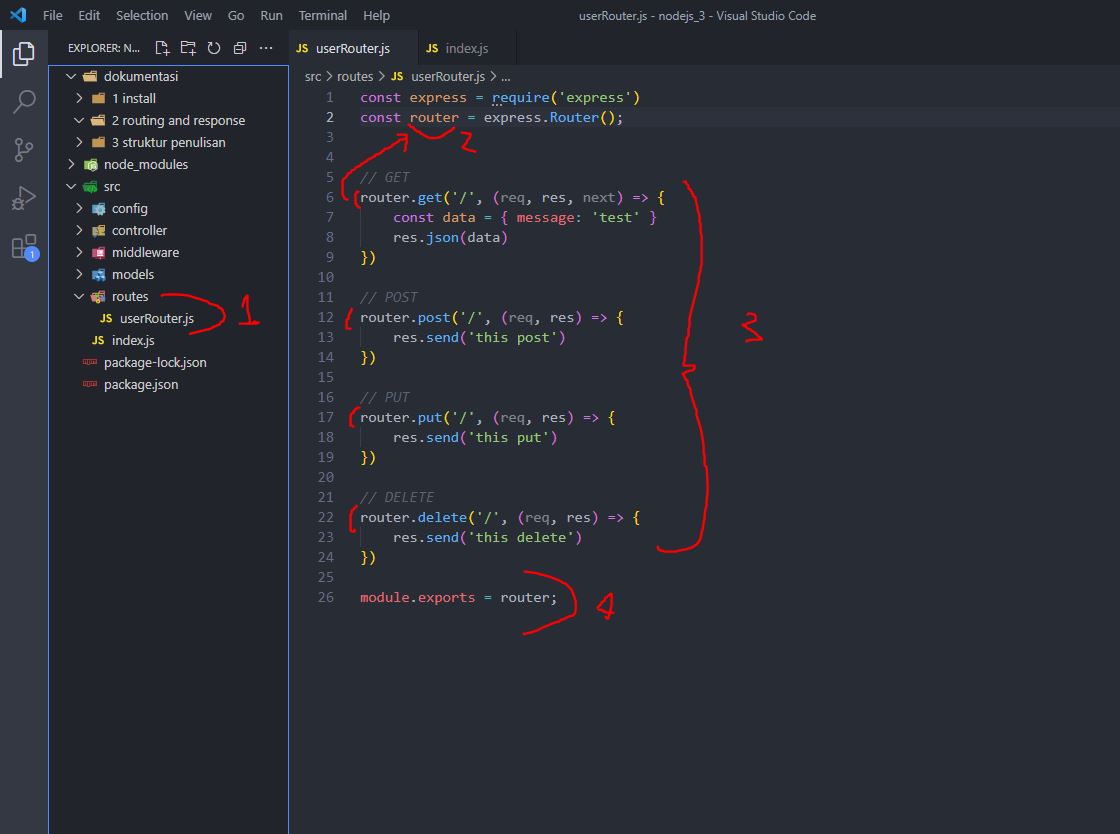 File Edit Selection View Go Run Terminal Help userRouter.js - nodejs_3 - Visual Studio Code
EXPLORER: N...
dokumentasi
1 install
2 routing and response
3 struktur penulisan
node_modules
src
config
controller
middleware
models
routes
JS userRouter.js
JS index.js
package-lock.json
package.json
1
1
JS userRouter.js JS index.js
src > routes > JS userRouter.js > ...
1 const express = require('express')
2 const router = express.Router();
3
4
5 // GET
6 router.get('/', (req, res, next) => {
7 const data = { message: 'test' }
8 res.json(data)
9 })
10
11 // POST
12 router.post('/', (req, res) => {
13 res.send('this post')
14 })
15
16 // PUT
17 router.put('/', (req, res) => {
18 res.send('this put')
19 })
20
21 // DELETE
22 router.delete('/', (req, res) => {
23 res.send('this delete')
24 })
25
26 module.exports = router;
2
3
4